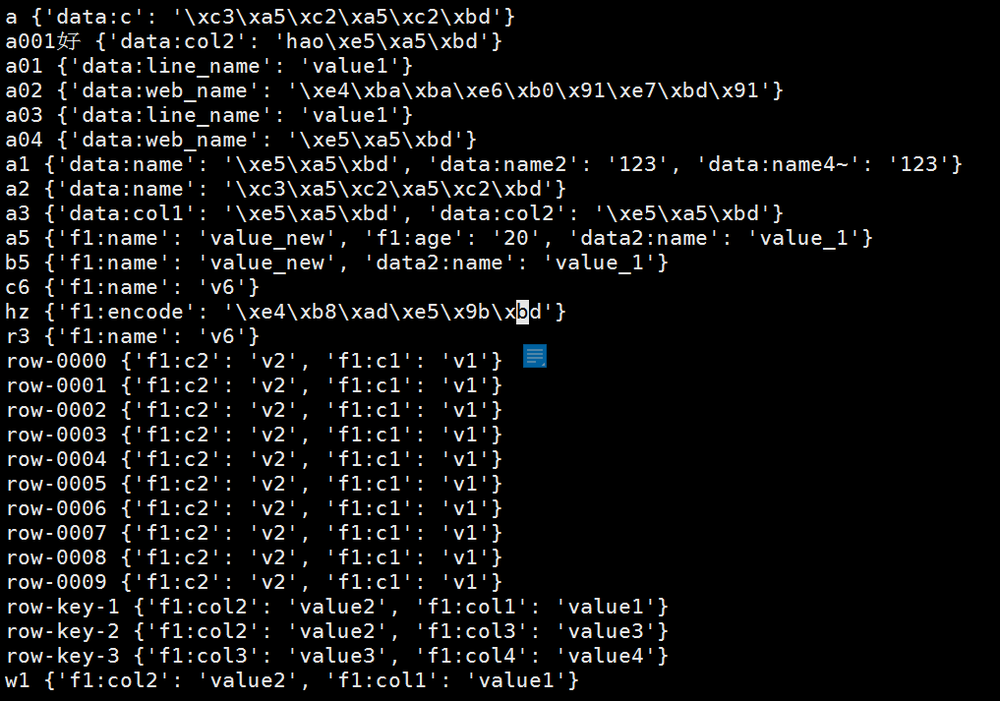 a {'data:c': '\xc3\xa5\xc2\xa5\xc2\xbd'}
a001好 {'data:col2': 'hao\xe5\xa5\xbd'}
a01 {'data:line_name': 'value1'}
a02 {'data:web_name': '\xe4\xba\xba\xe6\xb0\x91\xe7\xbd\x91'}
a03 {'data:line_name': 'value1'}
a04 {'data:web_name': '\xe5\xa5\xbd'}
a1 {'data:name': '\xe5\xa5\xbd', 'data:name2': '123', 'data:name4~': '123'}
a2 {'data:name': '\xc3\xa5\xc2\xa5\xc2\xbd'}
a3 {'data:col1': '\xe5\xa5\xbd', 'data:col2': '\xe5\xa5\xbd'}
a5 {'f1:name': 'value_new', 'f1:age': '20', 'data2:name': 'value_1'}
b5 {'f1:name': 'value_new', 'data2:name': 'value_1'}
c6 {'f1:name': 'v6'}
hz {'f1:encode': '\xe4\xb8\xad\xe5\x9b\xbd'}
r3 {'f1:name': 'v6'}
row-0000 {'f1:c2': 'v2', 'f1:c1': 'v1'}
row-0001 {'f1:c2': 'v2', 'f1:c1': 'v1'}
row-0002 {'f1:c2': 'v2', 'f1:c1': 'v1'}
row-0003 {'f1:c2': 'v2', 'f1:c1': 'v1'}
row-0004 {'f1:c2': 'v2', 'f1:c1': 'v1'}
row-0005 {'f1:c2': 'v2', 'f1:c1': 'v1'}
row-0006 {'f1:c2': 'v2', 'f1:c1': 'v1'}
row-0007 {'f1:c2': 'v2', 'f1:c1': 'v1'}
row-0008 {'f1:c2': 'v2', 'f1:c1': 'v1'}
row-0009 {'f1:c2': 'v2', 'f1:c1': 'v1'}
row-key-1 {'f1:col2': 'value2', 'f1:col1': 'value1'}
row-key-2 {'f1:col2': 'value2', 'f1:col3': 'value3'}
row-key-3 {'f1:col3': 'value3', 'f1:col4': 'value4'}
w1 {'f1:col2': 'value2', 'f1:col1': 'value1'}